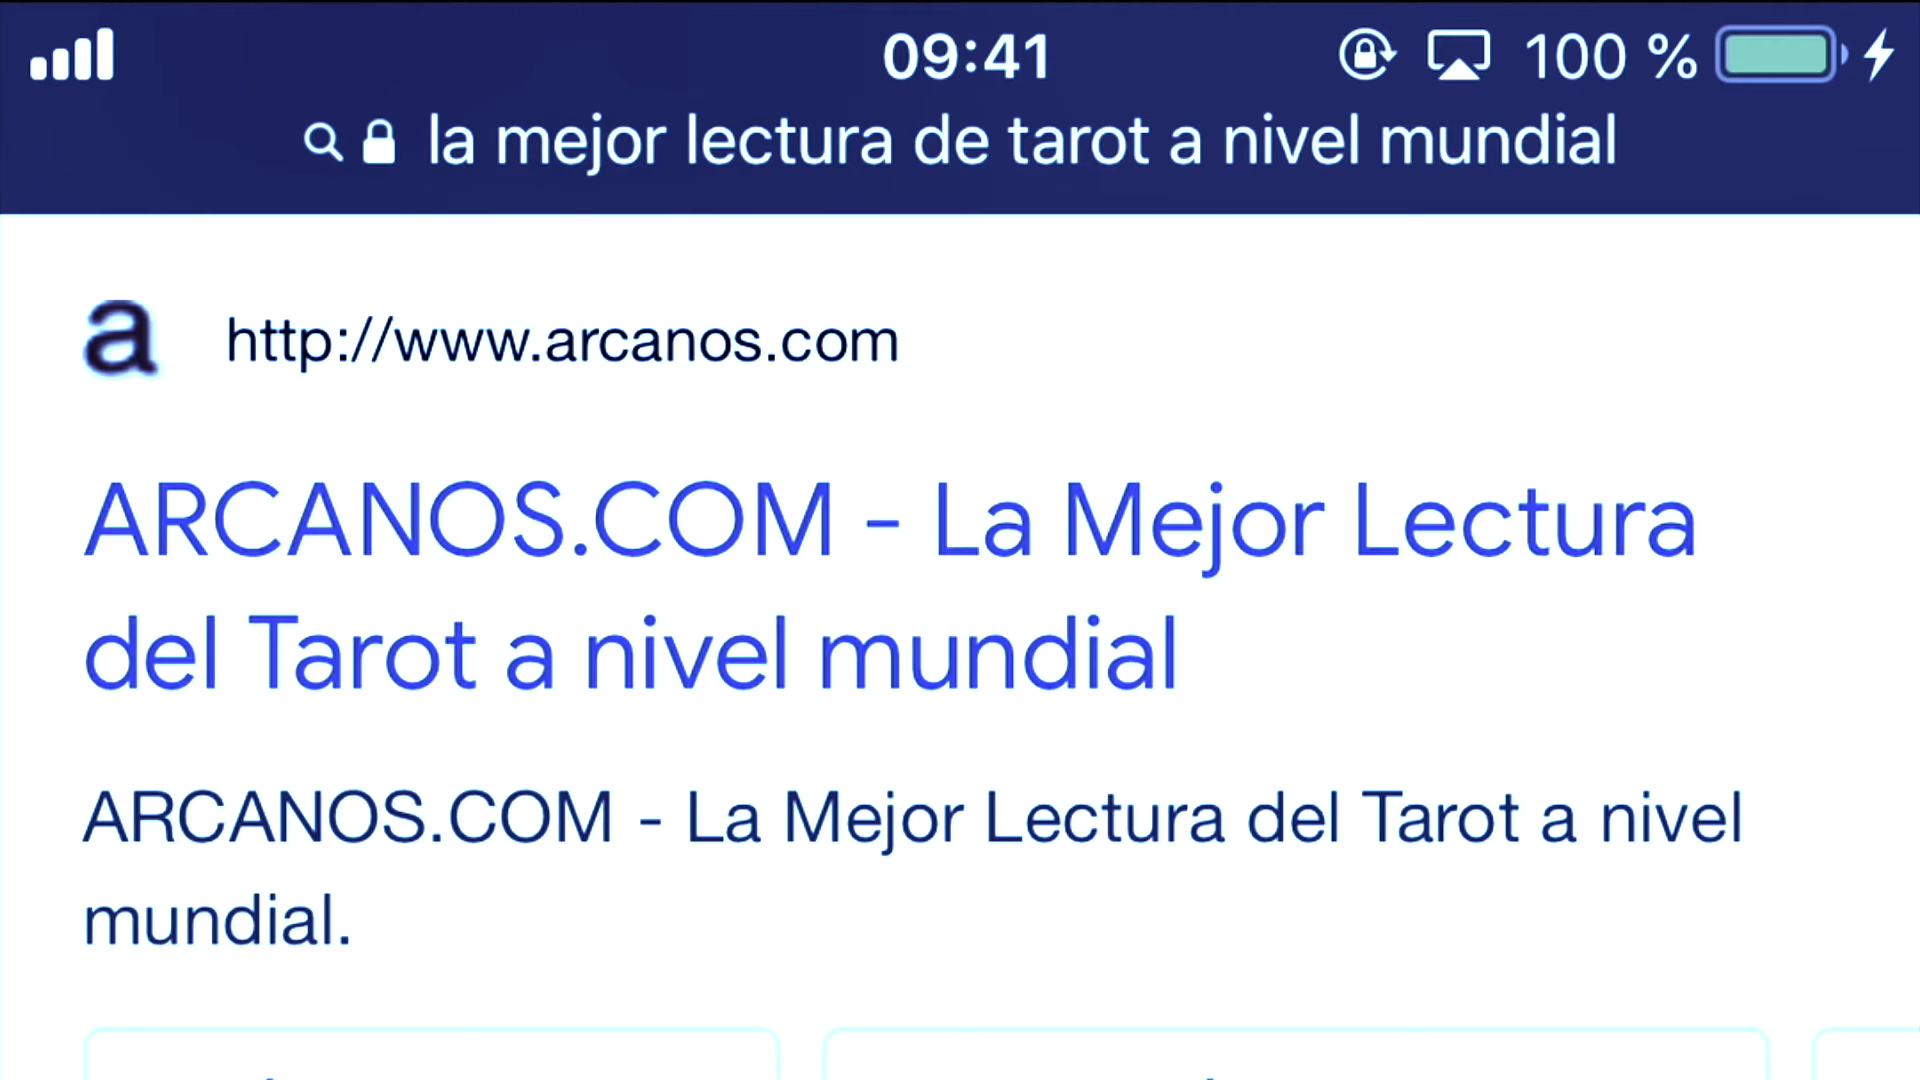 09:41
100 %
la mejor lectura de tarot a nivel mundial
a
http://www.arcanos.com
ARCANOS.COM - La Mejor Lectura
del Tarot a nivel mundial
ARCANOS.COM - La Mejor Lectura del Tarot a nivel
mundial.